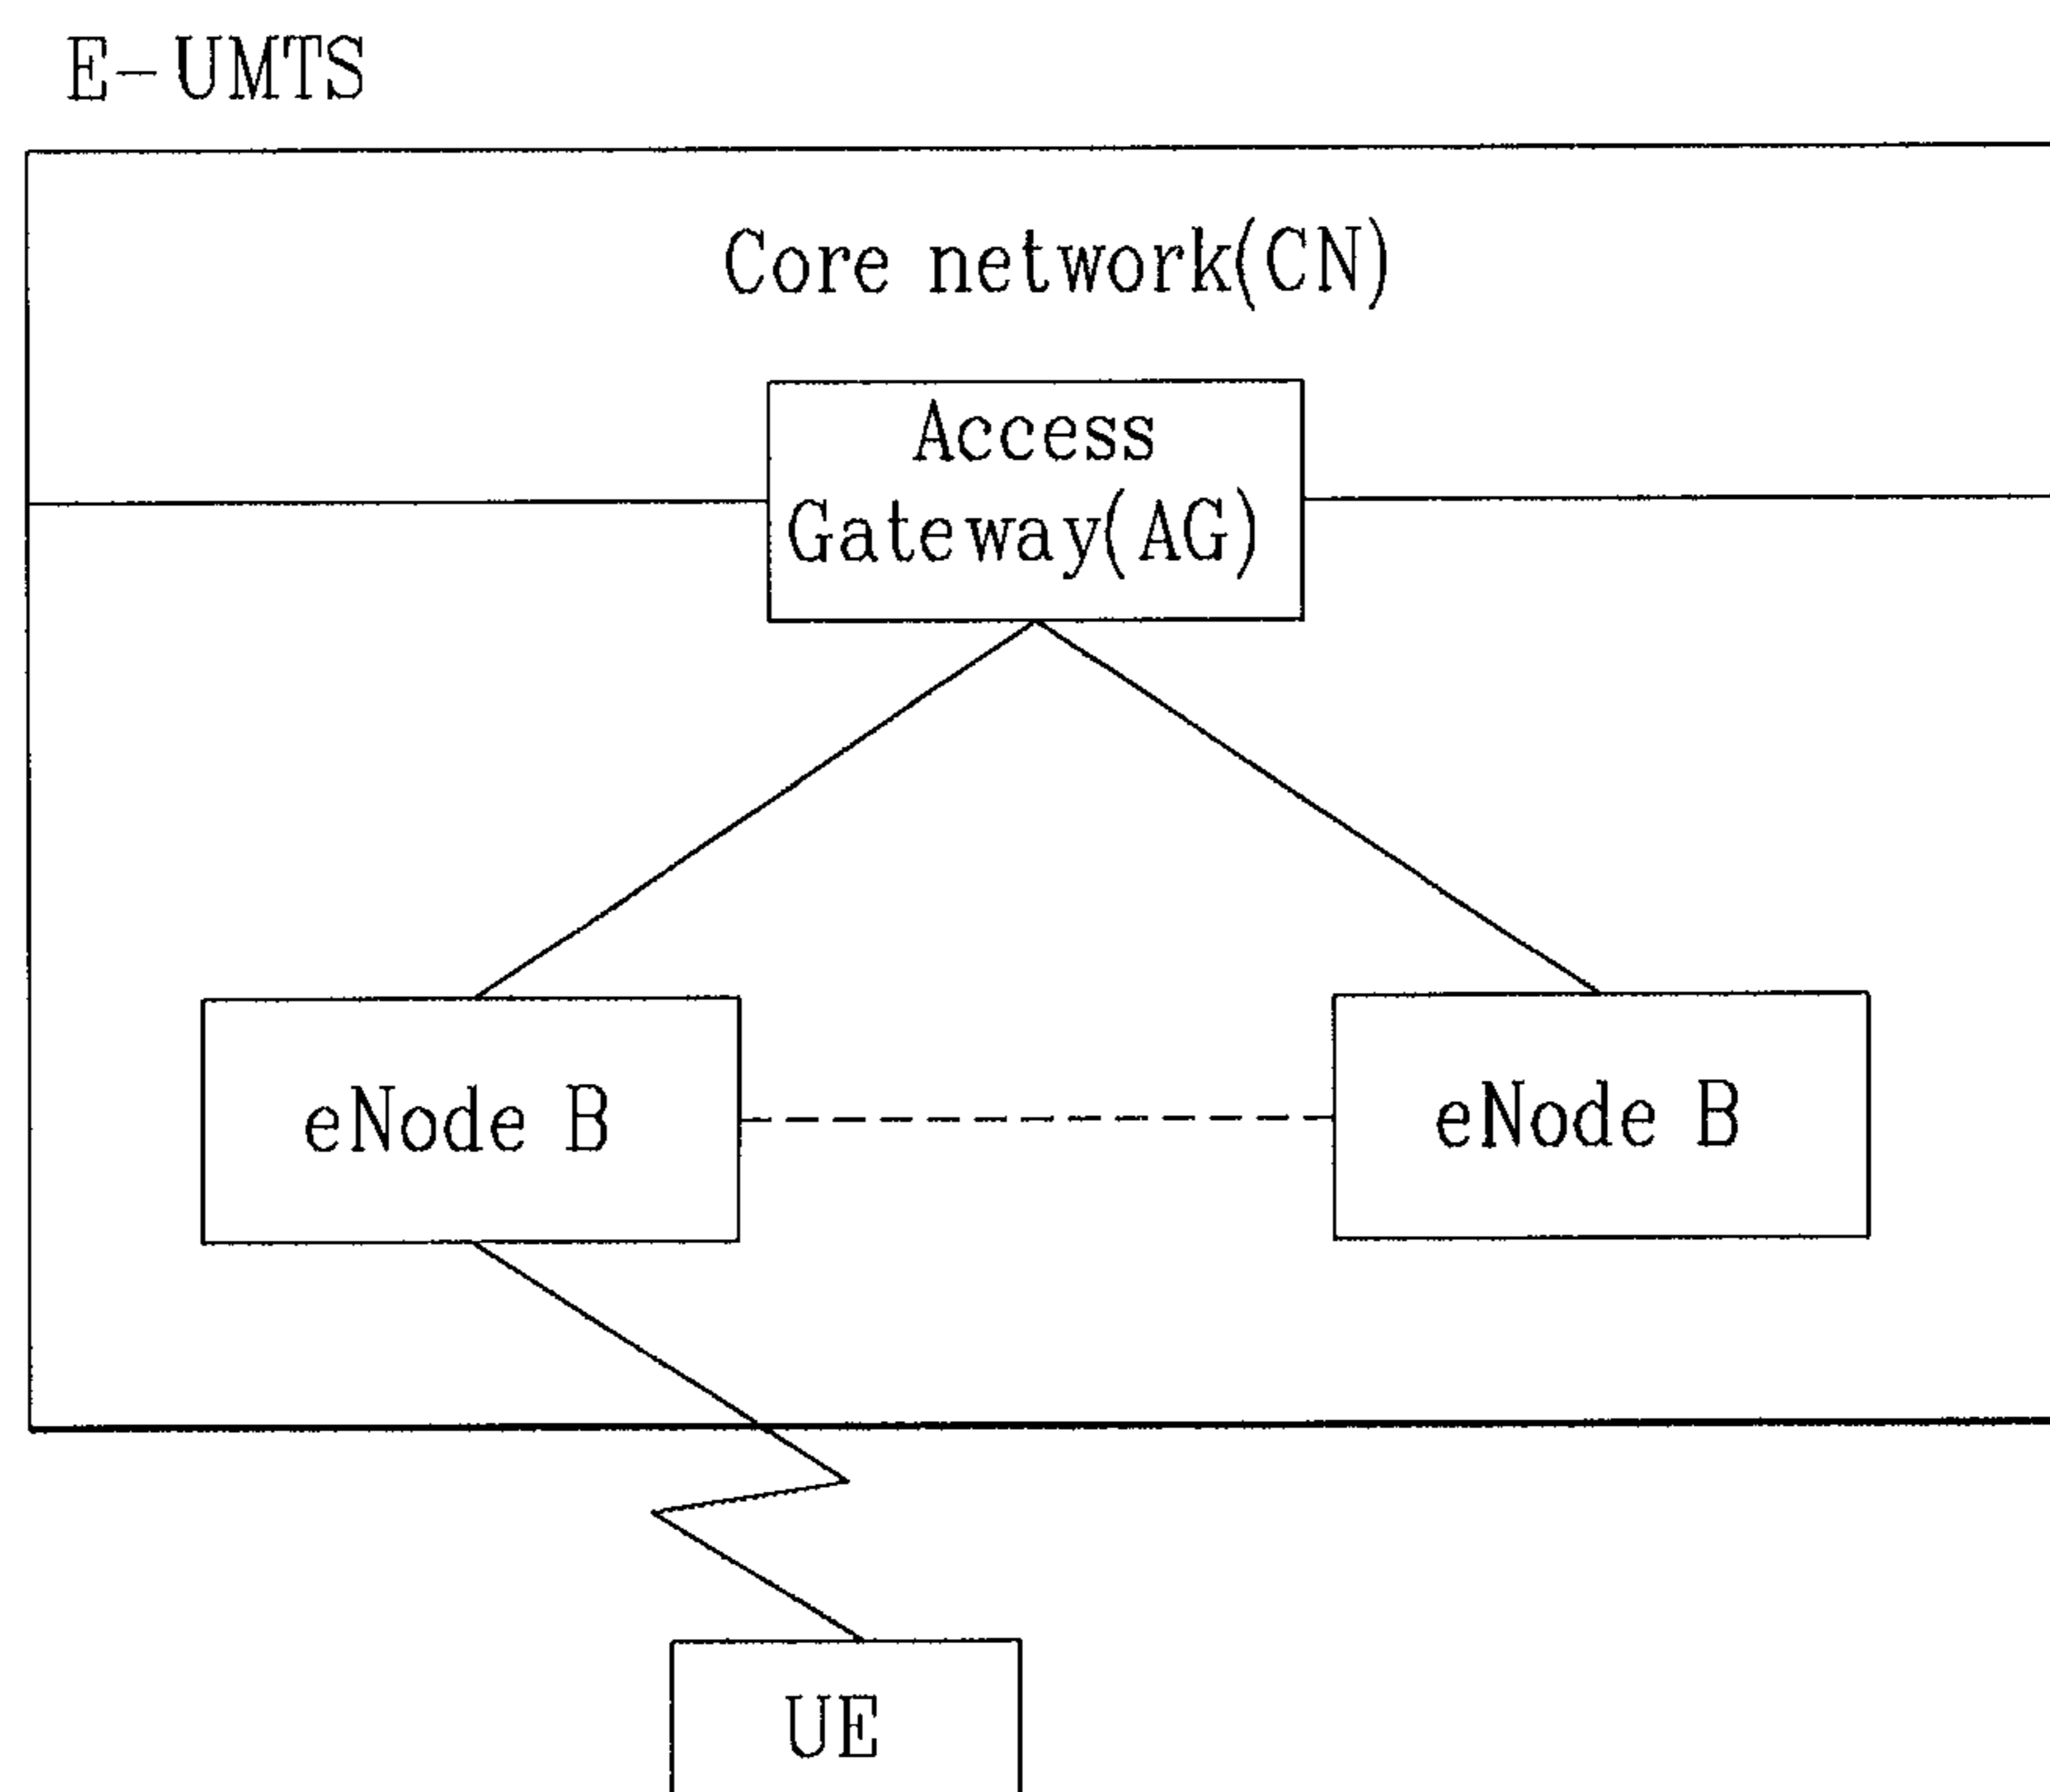 E-UMTS
Core network(CN)
Access
Gateway(AG)
eNode B
eNode B
UE